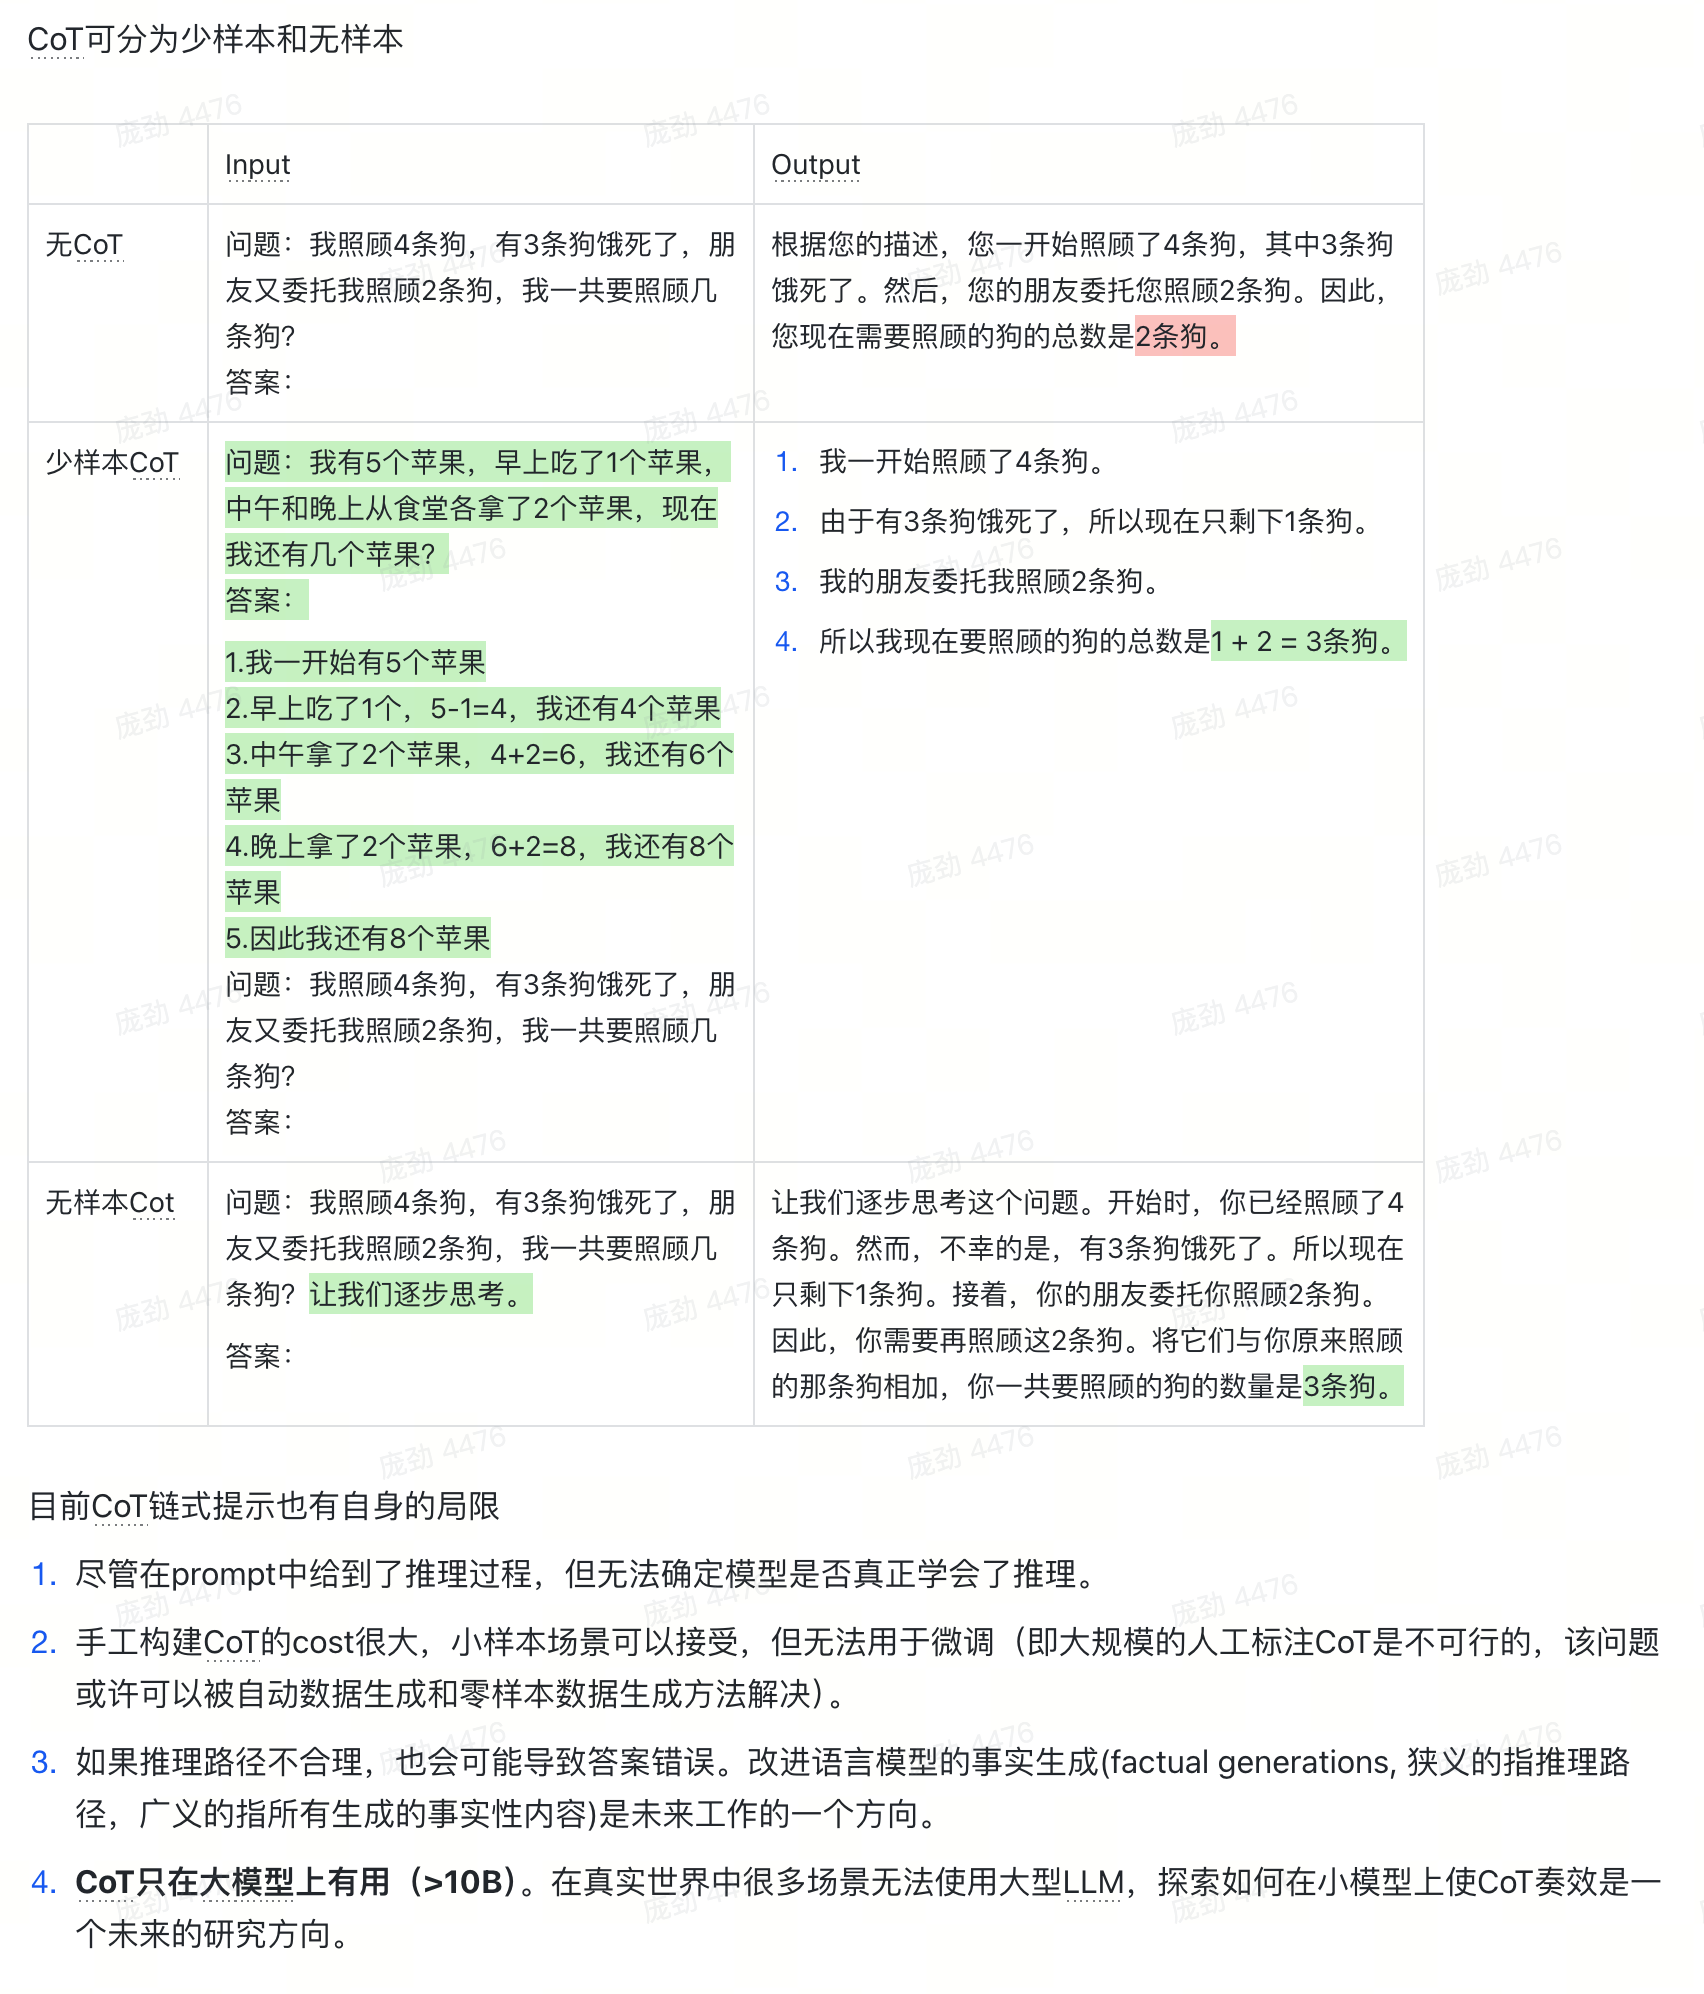 CoT可分为少样本和无样本
Input
Output
无CoT
问题：我照顾4条狗，有3条狗饿死了，朋
友又委托我照顾2条狗，我一共要照顾几
条狗？
答案：
根据您的描述，您一开始照顾了4条狗，其中3条狗
饿死了。然后，您的朋友委托您照顾2条狗。因此，
您现在需要照顾的狗的总数是2条狗。
少样本CoT
问题：我有5个苹果，早上吃了1个苹果，
中午和晚上从食堂各拿了2个苹果，现在
我还有几个苹果？
答案：
1.我一开始有5个苹果
2.早上吃了1个，5-1=4，我还有4个苹果
3.中午拿了2个苹果，4+2=6，我还有6个
苹果
4.晚上拿了2个苹果，6+2=8，我还有8个
苹果
5.因此我还有8个苹果
问题：我照顾4条狗，有3条狗饿死了，朋
友又委托我照顾2条狗，我一共要照顾几
条狗？
答案：
1. 我一开始照顾了4条狗。
2. 由于有3条狗饿死了，所以现在只剩下1条狗。
3. 我的朋友委托我照顾2条狗。
4. 所以我现在要照顾的狗的总数是1 + 2 = 3条狗。
无样本Cot
问题：我照顾4条狗，有3条狗饿死了，朋
友又委托我照顾2条狗，我一共要照顾几
条狗？让我们逐步思考。
答案：
让我们逐步思考这个问题。开始时，你已经照顾了4
条狗。然而，不幸的是，有3条狗饿死了。所以现在
只剩下1条狗。接着，你的朋友委托你照顾2条狗。
因此，你需要再照顾这2条狗。将它们与你原来照顾
的那条狗相加，你一共要照顾的狗的数量是3条狗。
目前CoT链式提示也有自身的局限
1. 尽管在prompt中给到了推理过程，但无法确定模型是否真正学会了推理。
2. 手工构建CoT的cost很大，小样本场景可以接受，但无法用于微调（即大规模的人工标注CoT是不可行的，该问题
或许可以被自动数据生成和零样本数据生成方法解决）。
3. 如果推理路径不合理，也会可能导致答案错误。改进语言模型的事实生成(factual generations, 狭义的指推理路
径，广义的指所有生成的事实性内容)是未来工作的一个方向。
4. CoT只在大模型上有用（>10B）。在真实世界中很多场景无法使用大型LLM，探索如何在小模型上使CoT奏效是一
个未来的研究方向。
庞劲 4476